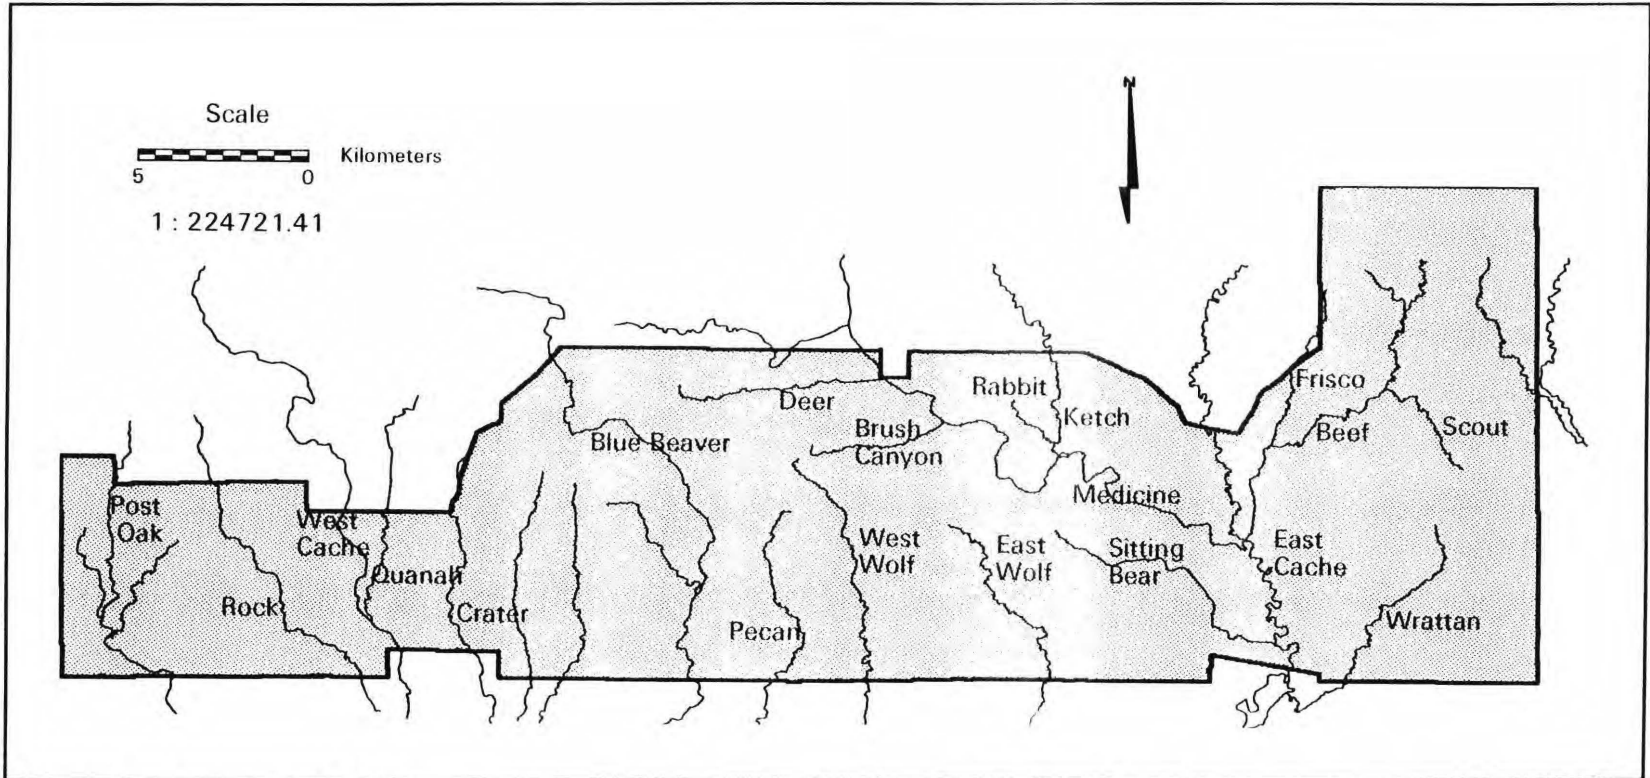 N
Scale
Kilometers
5 0
1 : 224721.41
Rabbit
Frisco
Deer
Ketch
Blue Beaver
Brush
Canyon
Beef
Scout
Medicine
Post
Oak
West
Cache
West
Wolf
East
Wolf
Sitting
Bear
East
Cache
Quanah
Rock
Crater
Pecan
Wrattan